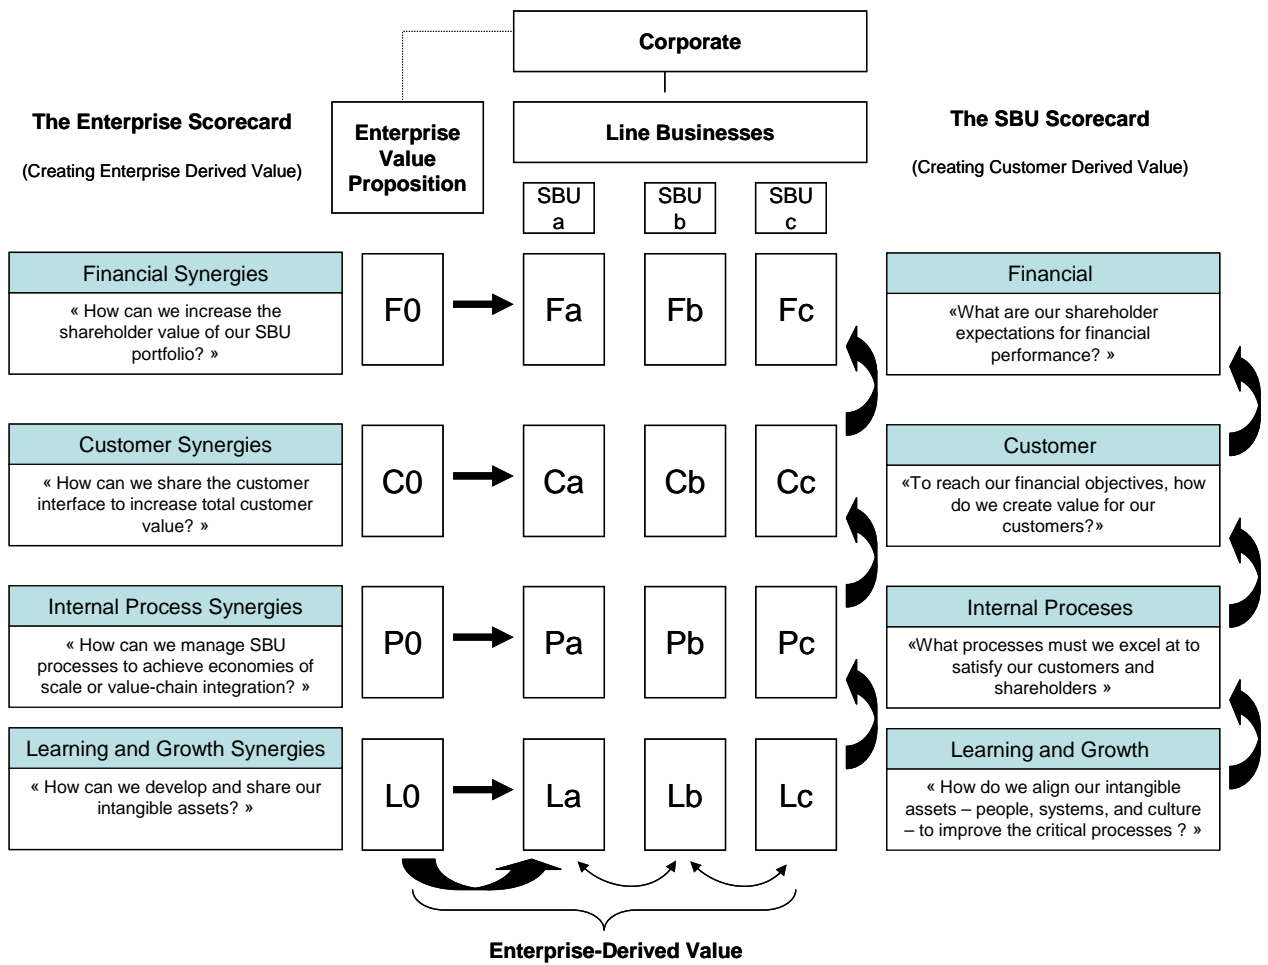 Corporate
The Enterprise Scorecard
(Creating Enterprise Derived Value)
Enterprise
Value
Proposition
Line Businesses
The SBU Scorecard
(Creating Customer Derived Value)
SBU
a
SBU
b
SBU
c
Financial Synergies
« How can we increase the
shareholder value of our SBU
portfolio? »
F0
Fa
Fb
Fc
Financial
«What are our shareholder
expectations for financial
performance? »
Customer Synergies
« How can we share the
customer interface to increase total customer
value? »
C0
Ca
Cb
Cc
Customer
«To reach our financial objectives, how
do we create value for our
customers?»
Internal Process Synergies
« How can we manage SBU
processes to achieve economies of
scale or value-chain integration? »
P0
Pa
Pb
Pc
Internal Proceses
«What processes must we excel at to
satisfy our customers and
shareholders »
Learning and Growth Synergies
« How can we develop and share our
intangible assets? »
L0
La
Lb
Lc
Learning and Growth
« How do we align our intangible
assets – people, systems, and culture
– to improve the critical processes ? »
Enterprise-Derived Value